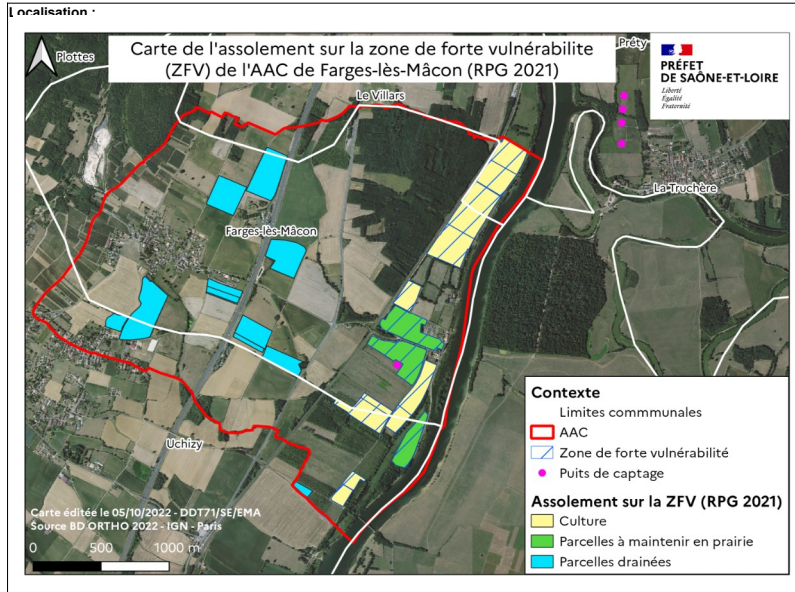 Localisation :
Carte de l'assolement sur la zone de forte vulnérabilite
(ZFV) de l'AAC de Farges-lès-Mâcon (RPG 2021)
Plottes
Préty
PRÉFET
DE SAÔNE-ET-LOIRE
Liberté
Égalité
Fraternité
Le Villars
La Truchère
Farges-lès-Mâcon
Uchizy
Contexte
Limites commmunales
AAC
Zone de forte vulnérabilité
Puits de captage
Assolement sur la ZFV (RPG 2021)
Culture
Parcelles à maintenir en prairie
Parcelles drainées
Carte éditée le 05/10/2022 - DDT71/SE/EMA
Source BD ORTHO 2022 - IGN - Paris
0 500 1000 m